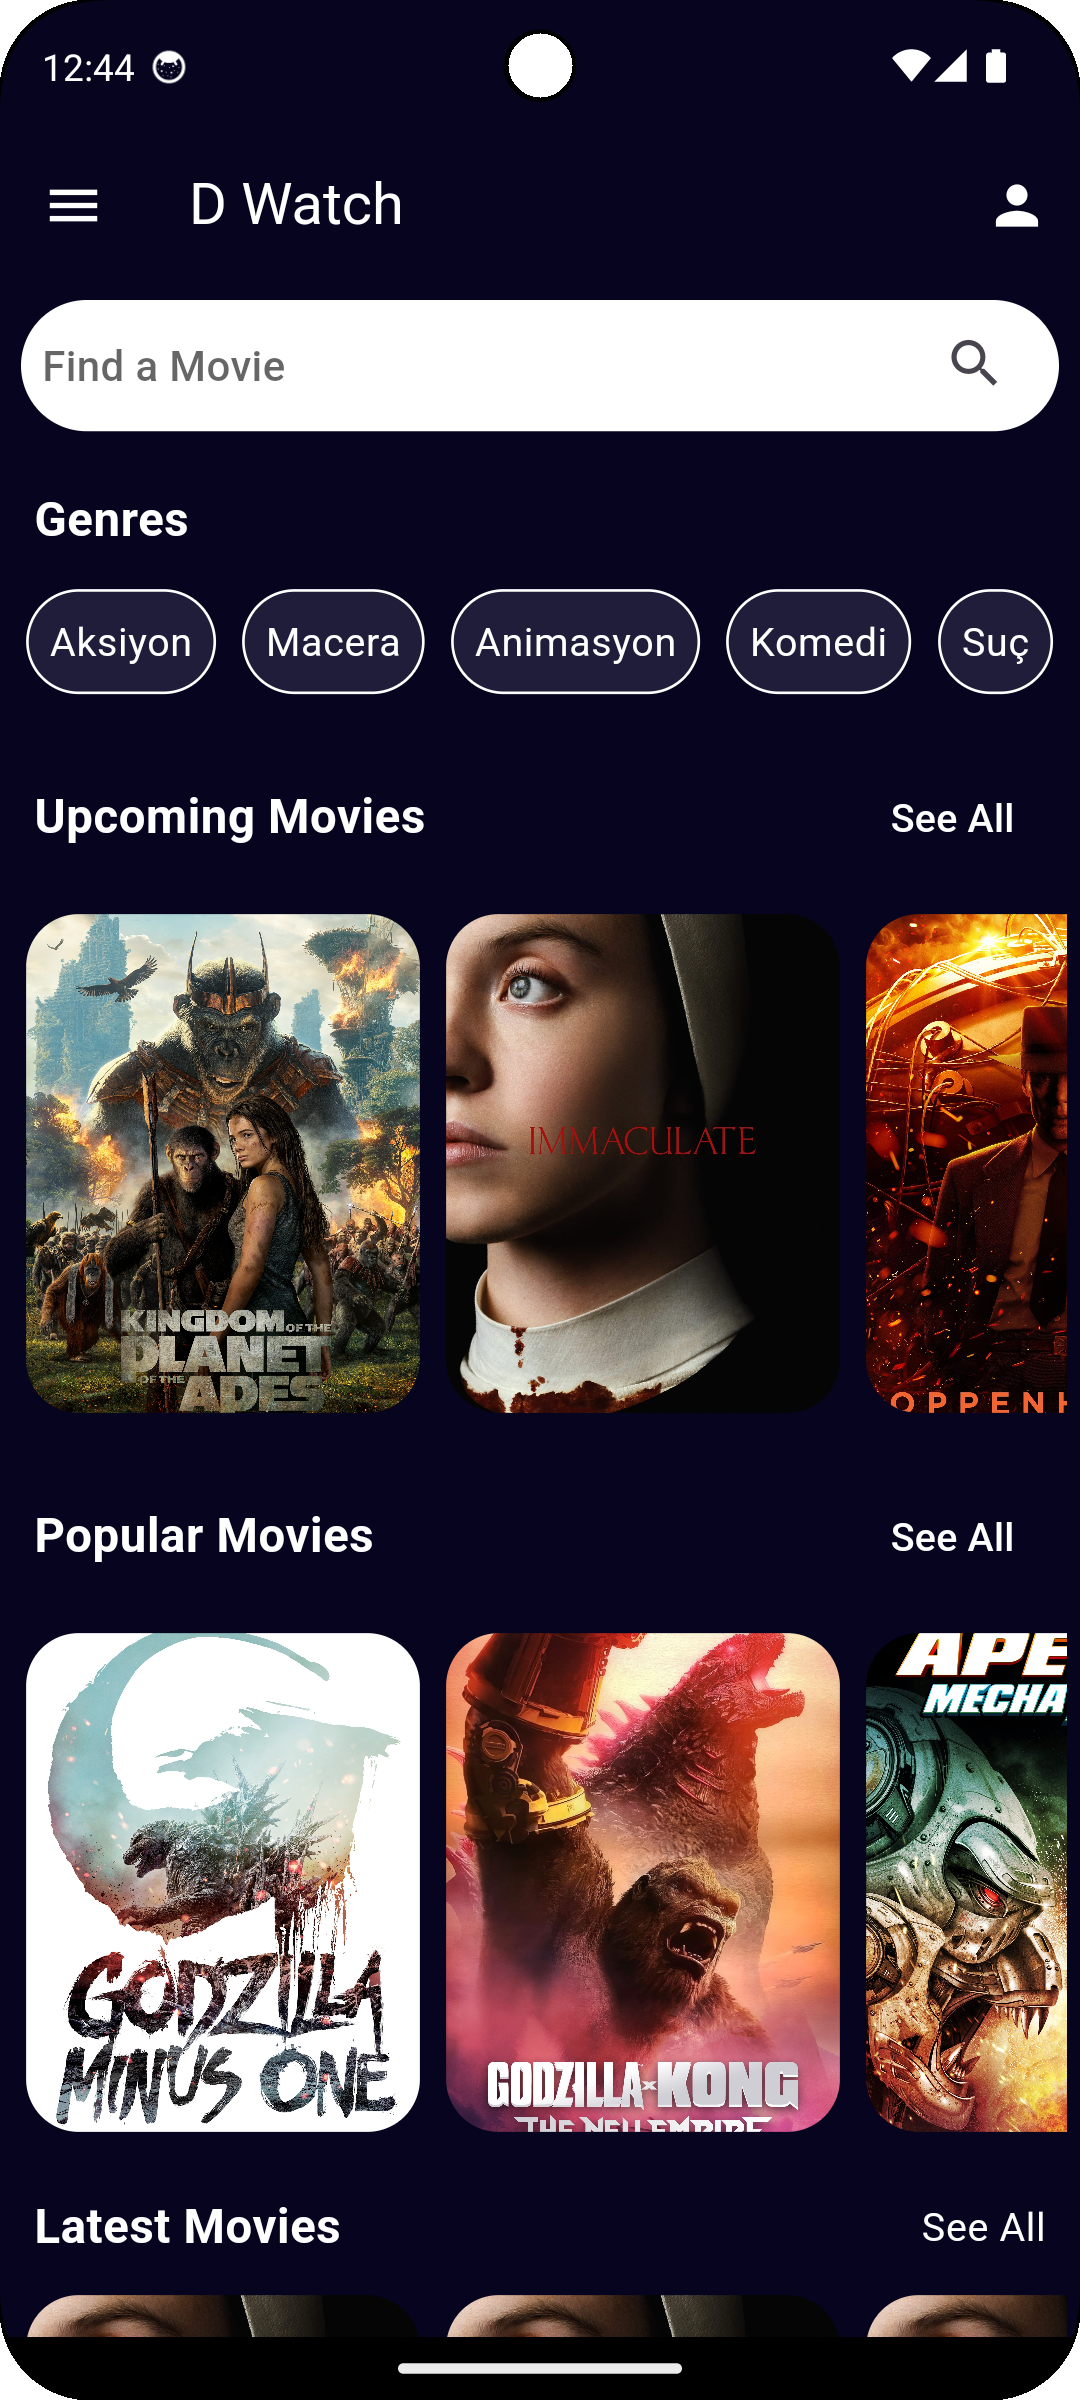 12:44
D Watch
Find a Movie
Genres
Aksiyon Macera Animasyon Komedi Suç
Upcoming Movies See All
KINGDOM OF THE
PLANET
OF THE
APES
IMMACULATE
OPPENH
Popular Movies See All
GODZILLA
MINUS ONE
GODZILLA x KONG
THE NEW EMPIRE
APE
MECHA
Latest Movies See All